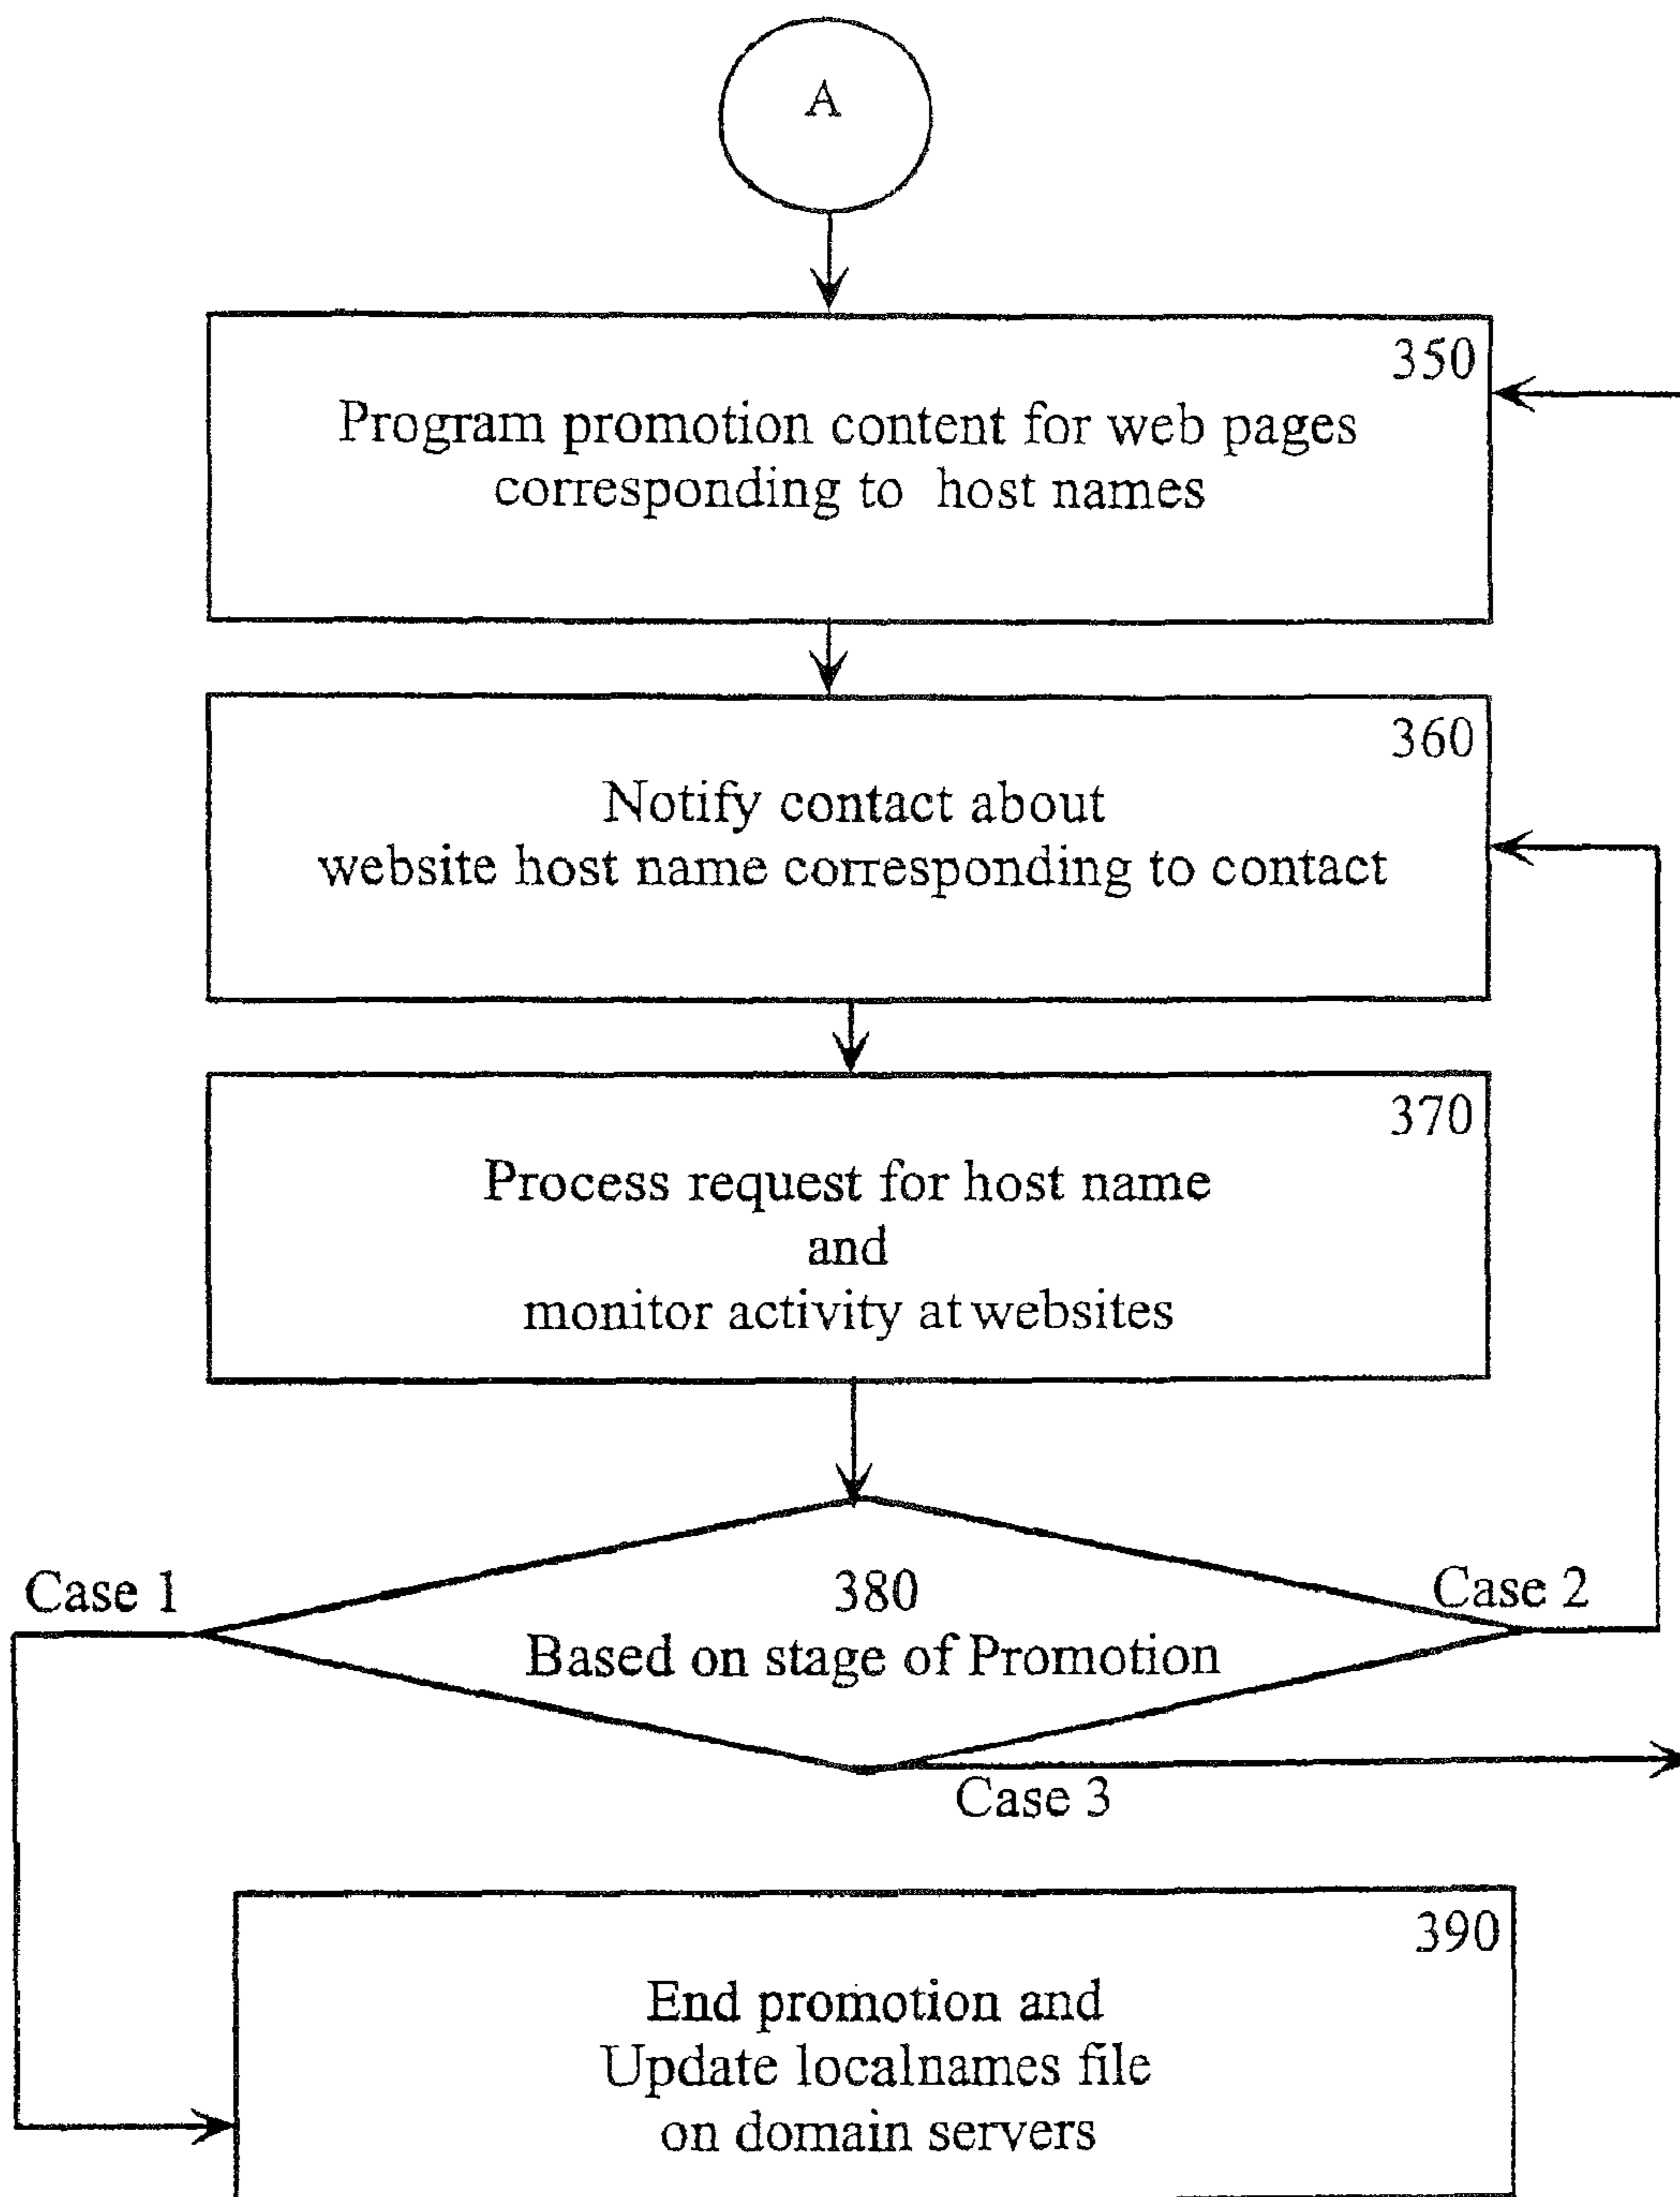 A
350
Program promotion content for web pages
corresponding to host names
360
Notify contact about
website host name corresponding to contact
370
Process request for host name
and
monitor activity at websites
Case 1
380
Case 2
Based on stage of Promotion
Case 3
390
End promotion and
Update localnames file
on domain servers